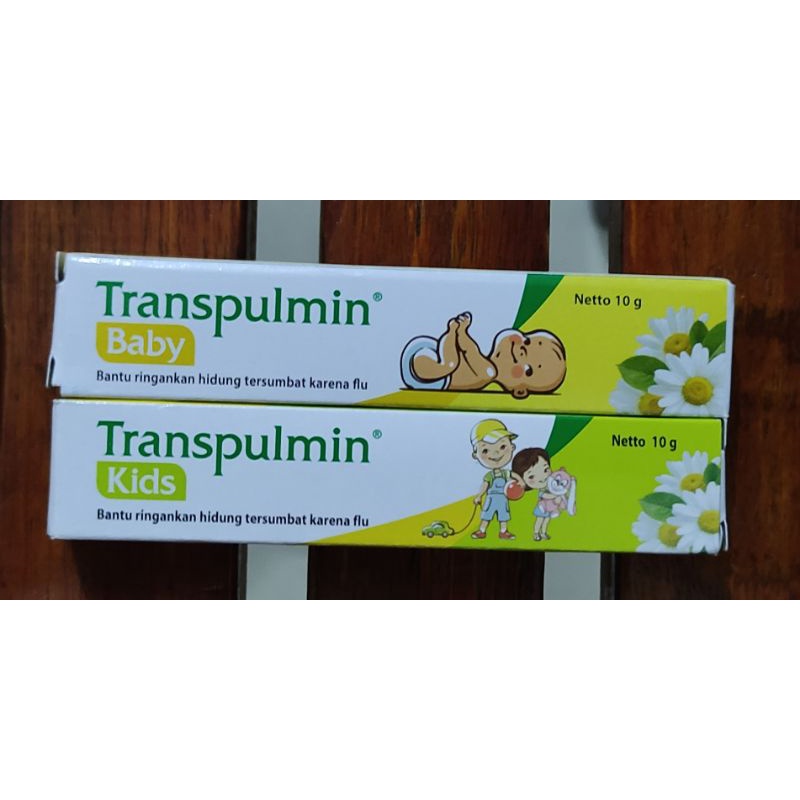 Transpulmin®
Baby
Bantu ringankan hidung tersumbat karena flu
Netto 10 g
Transpulmin®
Kids
Bantu ringankan hidung tersumbat karena flu
Netto 10 g